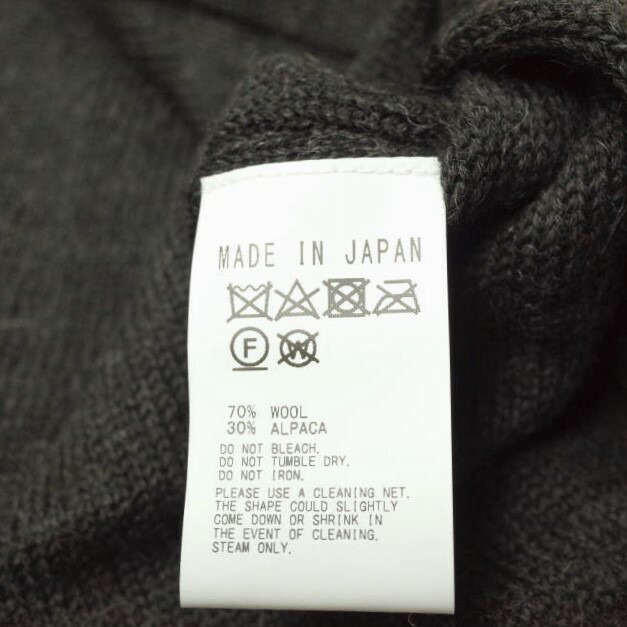 MADE IN JAPAN
F W
70% WOOL
30% ALPACA
DO NOT BLEACH.
DO NOT TUMBLE DRY.
DO NOT IRON.
PLEASE USE A CLEANING NET.
THE SHAPE COULD SLIGHTLY
COME DOWN OR SHRINK IN
THE EVENT OF CLEANING.
STEAM ONLY.